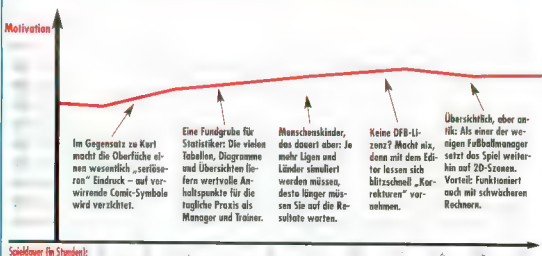 Motivation
Im Gegensatz zu Kurt
macht die Oberfäche ei-
nen wesentlich „seriöse-
ren“ Eindruck – auf ver-
wirrende Comic-Symbole
wird verzichtet.
Eine Fundgrube für
Statistiker: Die vielen
Tabellen, Diagramme
und Übersichten lie-
fern wertvolle An-
haltspunkte für die
tägliche Praxis als
Manager und Trainer.
Menschenskinder,
das dauert aber: Je
mehr Ligen und
Länder simuliert
werden müssen,
desto länger müs-
sen Sie auf die Re-
sultate warten.
Keine DFB-Li-
zenz? Macht nix,
denn mit dem Edi-
tor lassen sich
blitzschnell „Kor-
rekturen“ vor-
nehmen.
Übersichtlich, aber an-
tik: Als einer der we-
nigen Fußballmanager
setzt das Spiel weiter-
hin auf 2D-Szenen.
Vorteil: Funktioniert
auch mit schwächeren
Rechnern.
Spieldauer (in Stunden):